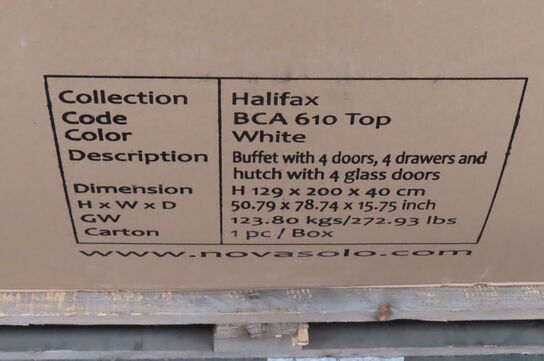 Collection Halifax
Code BCA 610 Top
Color White
Description Buffet with 4 doors, 4 drawers and
hutch with 4 glass doors
Dimension H 129 x 200 x 40 cm
H x W x D 50.79 x 78.74 x 15.75 inch
GW 123.80 kgs/272.93 lbs
Carton 1 pc / Box
www.novasolo.com